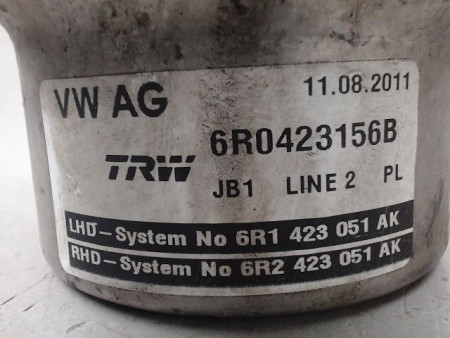 VW AG 11.08.2011
6R0423156B
TRW JB1 LINE 2 PL
LHD-System No 6R1 423 051 AK
RHD-System No 6R2 423 051 AK